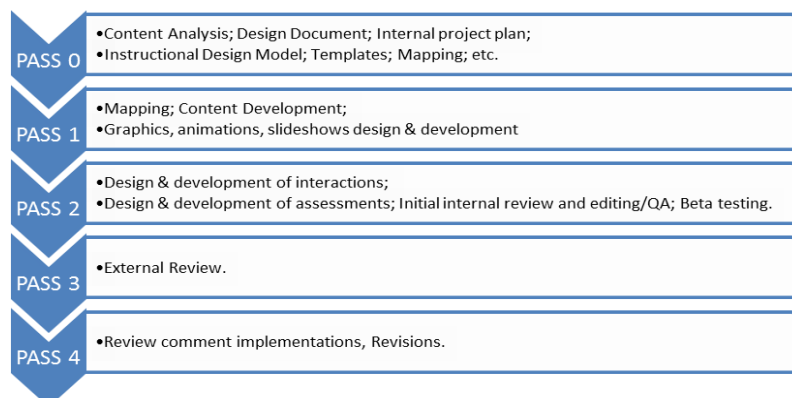 PASS 0
•Content Analysis; Design Document; Internal project plan;
•Instructional Design Model; Templates; Mapping; etc.
PASS 1
•Mapping; Content Development;
•Graphics, animations, slideshows design & development
PASS 2
•Design & development of interactions;
•Design & development of assessments; Initial internal review and editing/QA; Beta testing.
PASS 3
•External Review.
PASS 4
•Review comment implementations, Revisions.